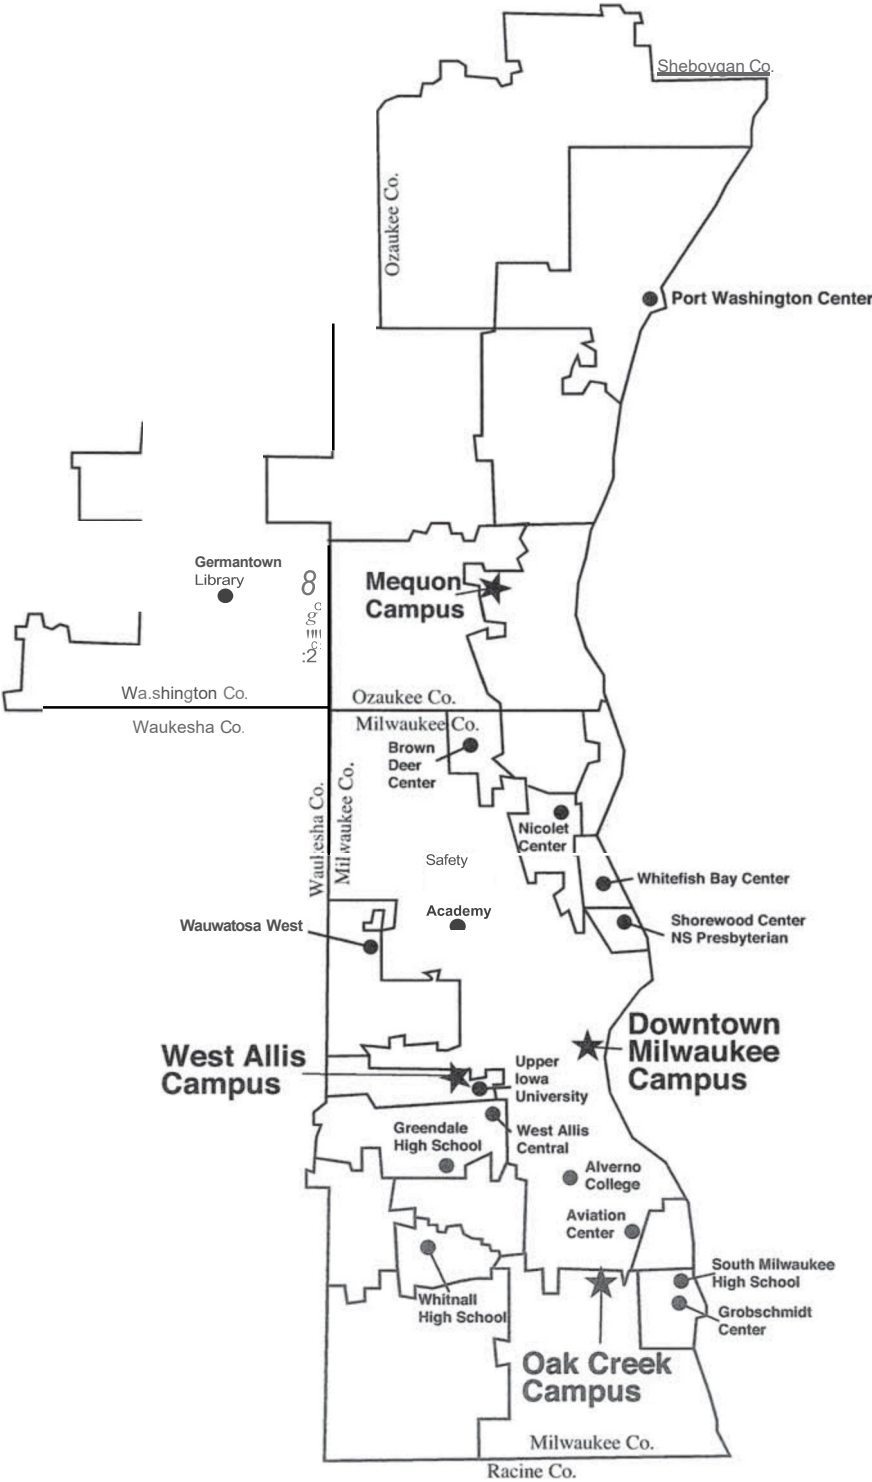 Sheboygan Co.
Ozaukee Co.
Port Washington Center
Germantown
Library
Mequon
Campus
Wa.shington Co.
Ozaukee Co.
Waukesha Co.
Milwaukee Co.
Brown
Deer
Center
Waukesha Co.
Milwaukee Co.
Nicolet
Center
Safety
Academy
Whitefish Bay Center
Shorewood Center
NS Presbyterian
Wauwatosa West
Downtown
Milwaukee
Campus
West Allis
Campus
Upper
Iowa
University
Greendale
High School
West Allis
Central
Alverno
College
Aviation
Center
South Milwaukee
High School
Whitnall
High School
Grobschmidt
Center
Oak Creek
Campus
Milwaukee Co.
Racine Co.